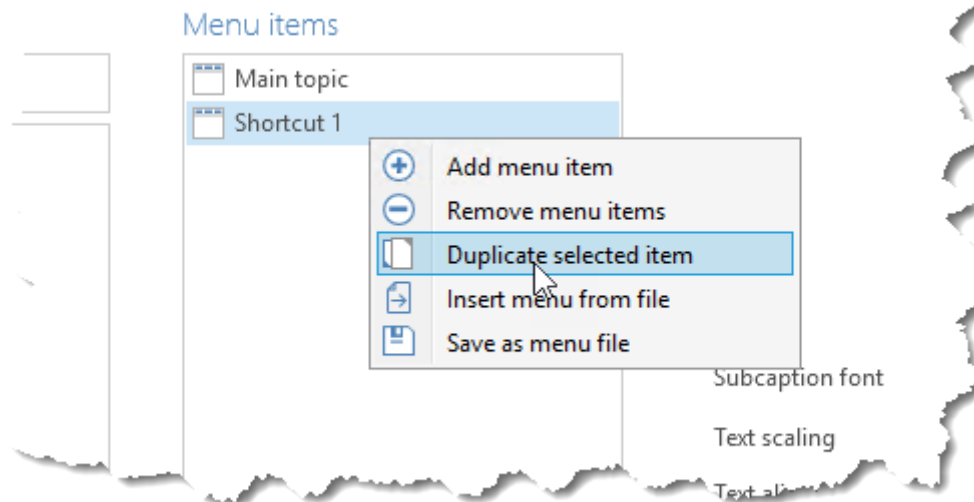 Menu items
Main topic
Shortcut 1
Add menu item
Remove menu items
Duplicate selected item
Insert menu from file
Save as menu file
Subcaption font
Text scaling
Text